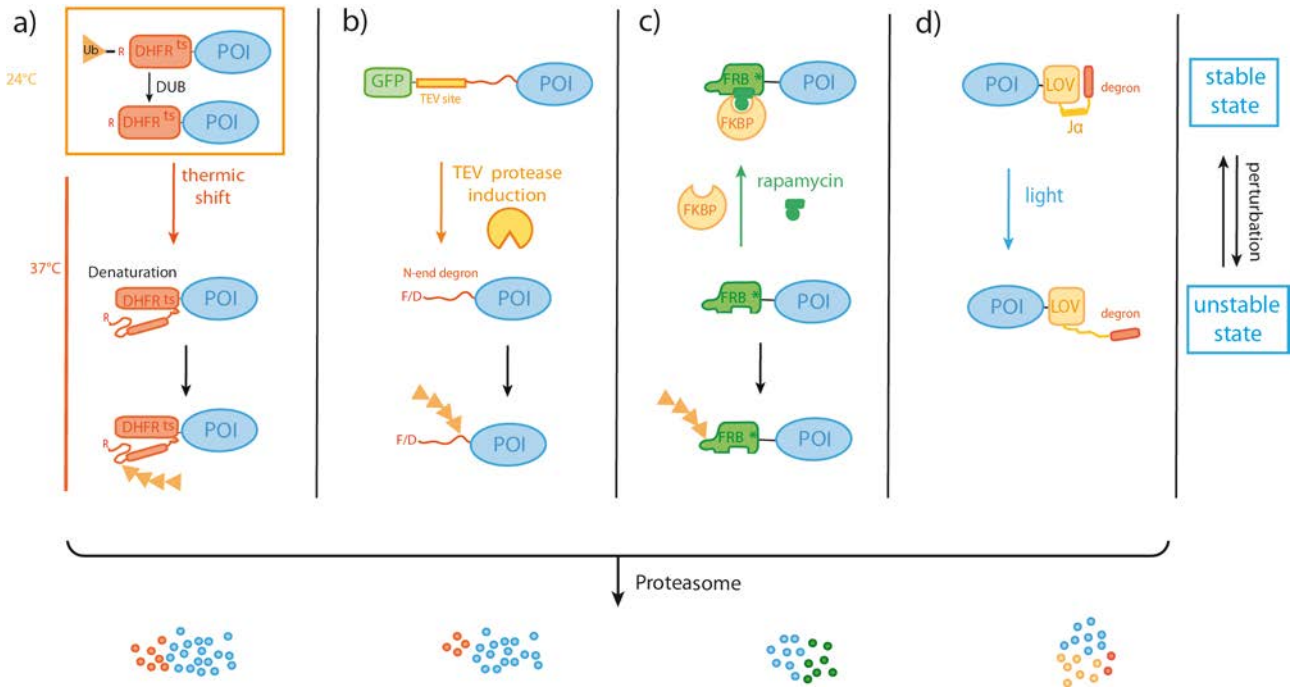 a)
24°C
Ub
R
DHFR ts
POI
DUB
R
DHFR ts
POI
thermic
shift
37°C
Denaturation
DHFR ts
R
POI
DHFR ts
R
POI
b)
GFP
TEV site
POI
TEV protease
induction
N-end degron
F/D
POI
F/D
POI
c)
FRB *
POI
FKBP
FKBP
rapamycin
FRB *
POI
FRB *
POI
d)
POI
LOV
degron
Jα
light
POI
LOV
degron
stable
state
perturbation
unstable
state
Proteasome